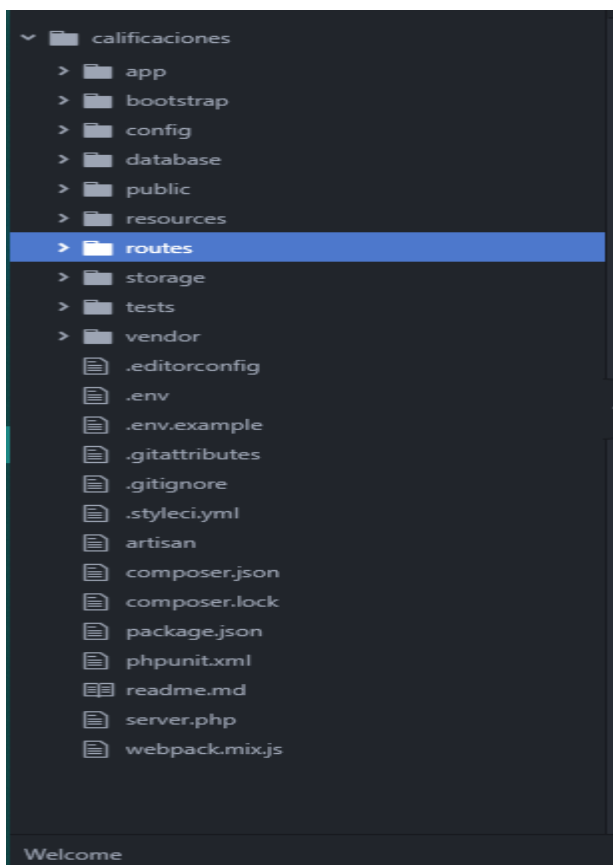 calificaciones
app
bootstrap
config
database
public
resources
routes
storage
tests
vendor
.editorconfig
.env
.env.example
.gitattributes
.gitignore
.styleci.yml
artisan
composer.json
composer.lock
package.json
phpunit.xml
readme.md
server.php
webpack.mix.js
Welcome